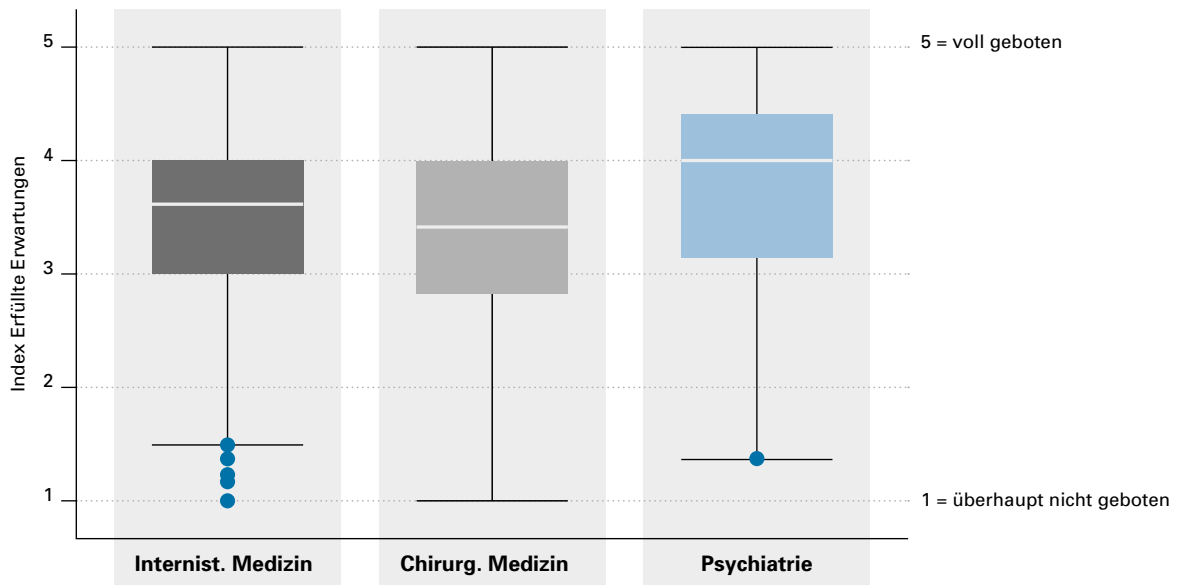 Index Erfüllte Erwartungen
5
4
3
2
1
5 = voll geboten
1 = überhaupt nicht geboten
Internist. Medizin
Chirurg. Medizin
Psychiatrie